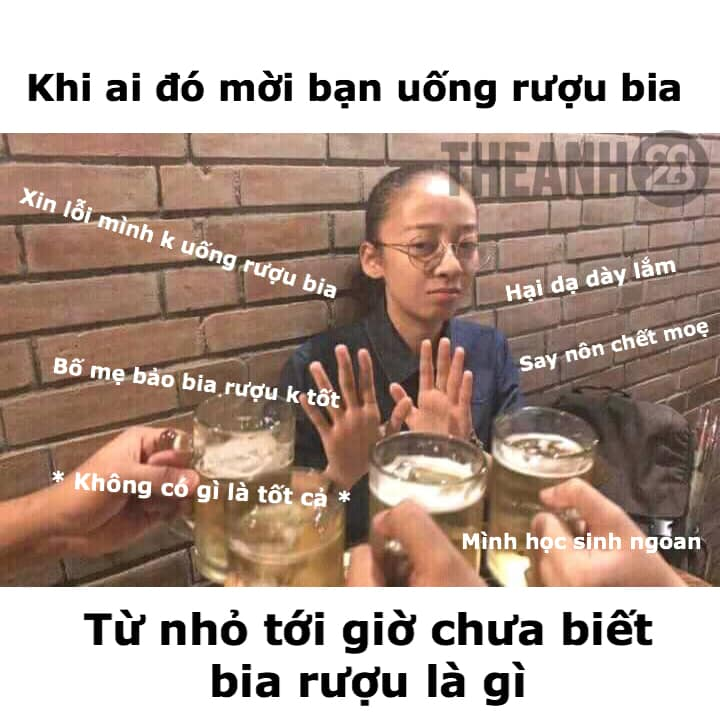 Khi ai đó mời bạn uống rượu bia
THEANH28
Xin lỗi mình k uống rượu bia
Hại dạ dày lắm
Say nôn chết moẹ
Bố mẹ bảo bia rượu k tốt
* Không có gì là tốt cả *
Mình học sinh ngoan
Từ nhỏ tới giờ chưa biết
bia rượu là gì